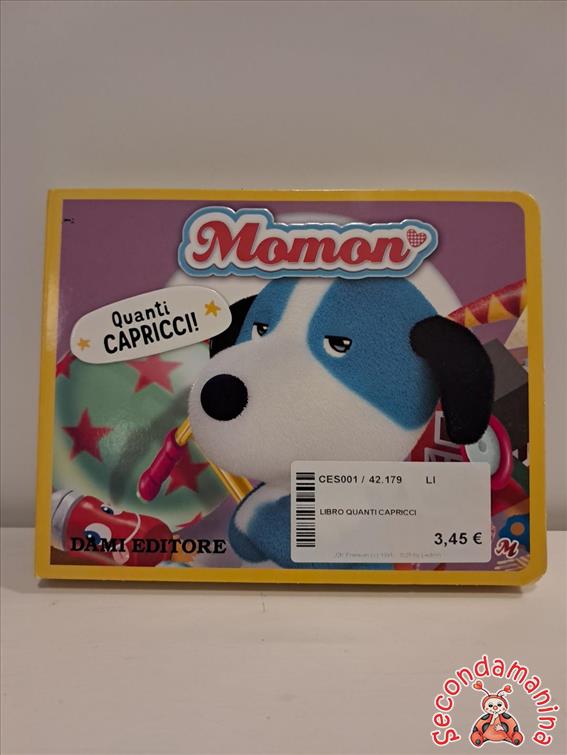 Momon
Quanti
CAPRICCI!
CES001 / 42.179 LI
LIBRO QUANTI CAPRICCI
3,45 €
DAMI EDITORE
M
Secondamanina